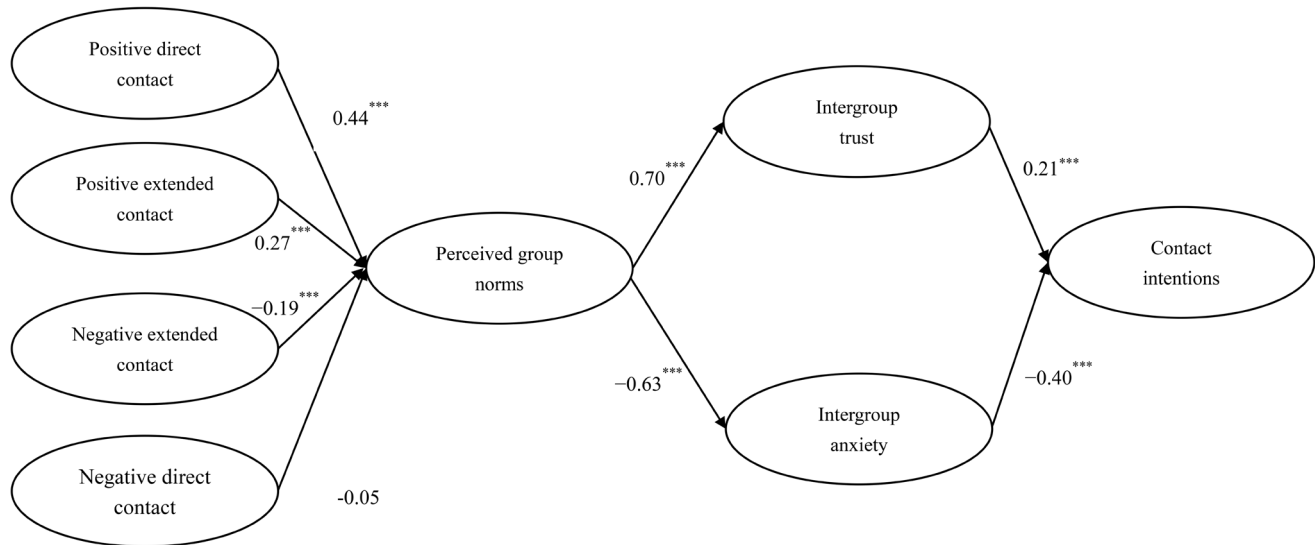 Positive direct
contact
0.44***
Positive extended
contact
0.27***
−0.19***
Negative extended
contact
Negative direct
contact
-0.05
Perceived group
norms
0.70***
−0.63***
Intergroup
trust
Intergroup
anxiety
0.21***
−0.40***
Contact
intentions